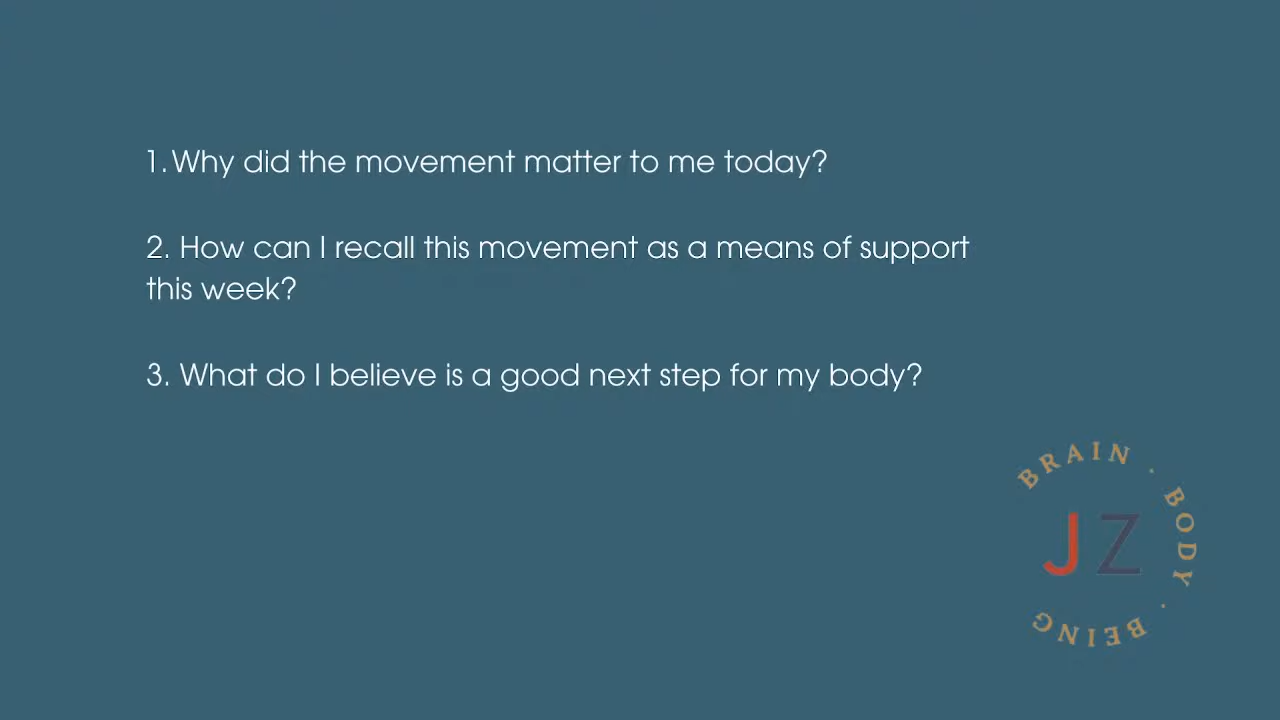 1. Why did the movement matter to me today?
2. How can I recall this movement as a means of support
this week?
3. What do I believe is a good next step for my body?
BRAIN · BODY · BEING
JZ